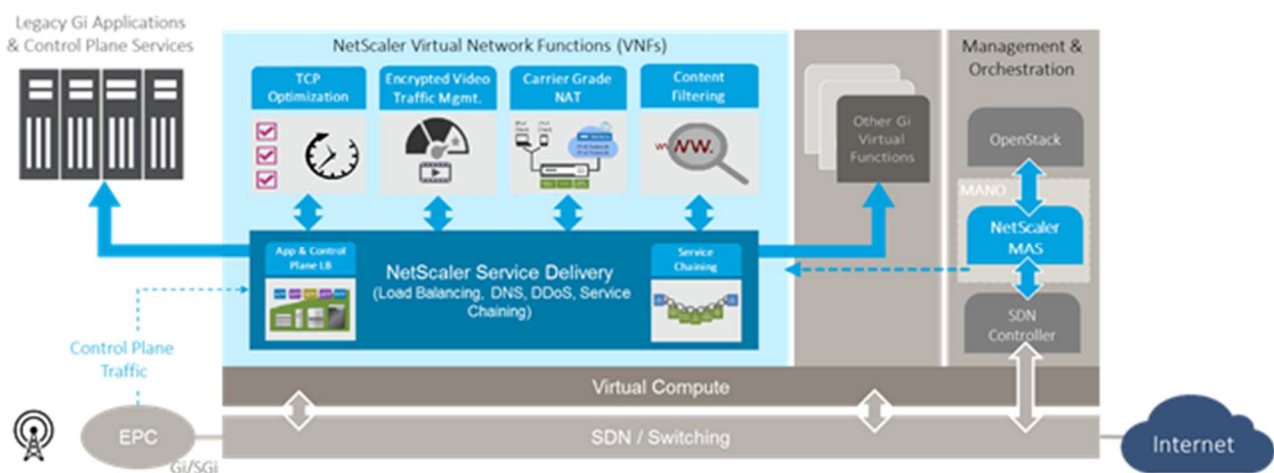 Legacy Gi Applications
& Control Plane Services
NetScaler Virtual Network Functions (VNFs)
TCP
Optimization
Encrypted Video
Traffic Mgmt.
Carrier Grade
NAT
Content
Filtering
WWW.
Other Gi
Virtual
Functions
Management &
Orchestration
OpenStack
MANO
NetScaler
MAS
SDN
Controller
App & Control
Plane LB
NetScaler Service Delivery
(Load Balancing, DNS, DDoS, Service
Chaining)
Service
Chaining
Control Plane
Traffic
Virtual Compute
EPC
Gi/SGi
SDN / Switching
Internet